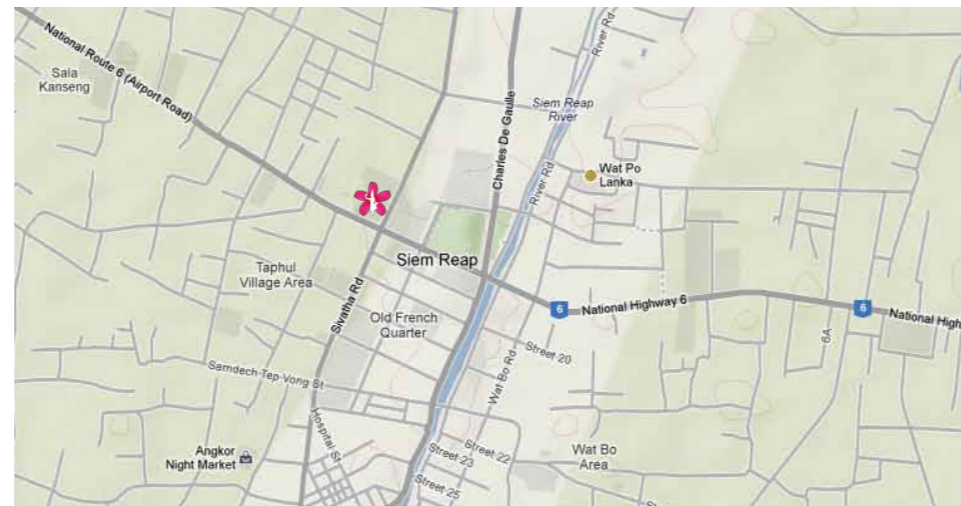 National Route 6 (Airport Road)
Sala
Kanseng
River Rd
Siem Reap
River
Charles De Gaulle
River Rd
Wat Po
Lanka
Siem Reap
Taphul
Village Area
Sivatha Rd
Old French
Quarter
6
National Highway 6
6
National High
6A
Street 20
Wat Bo Rd
Samdech Tep Vong St
Hospital St
Angkor
Night Market
Street 22
Street 23
Street 25
Wat Bo
Area